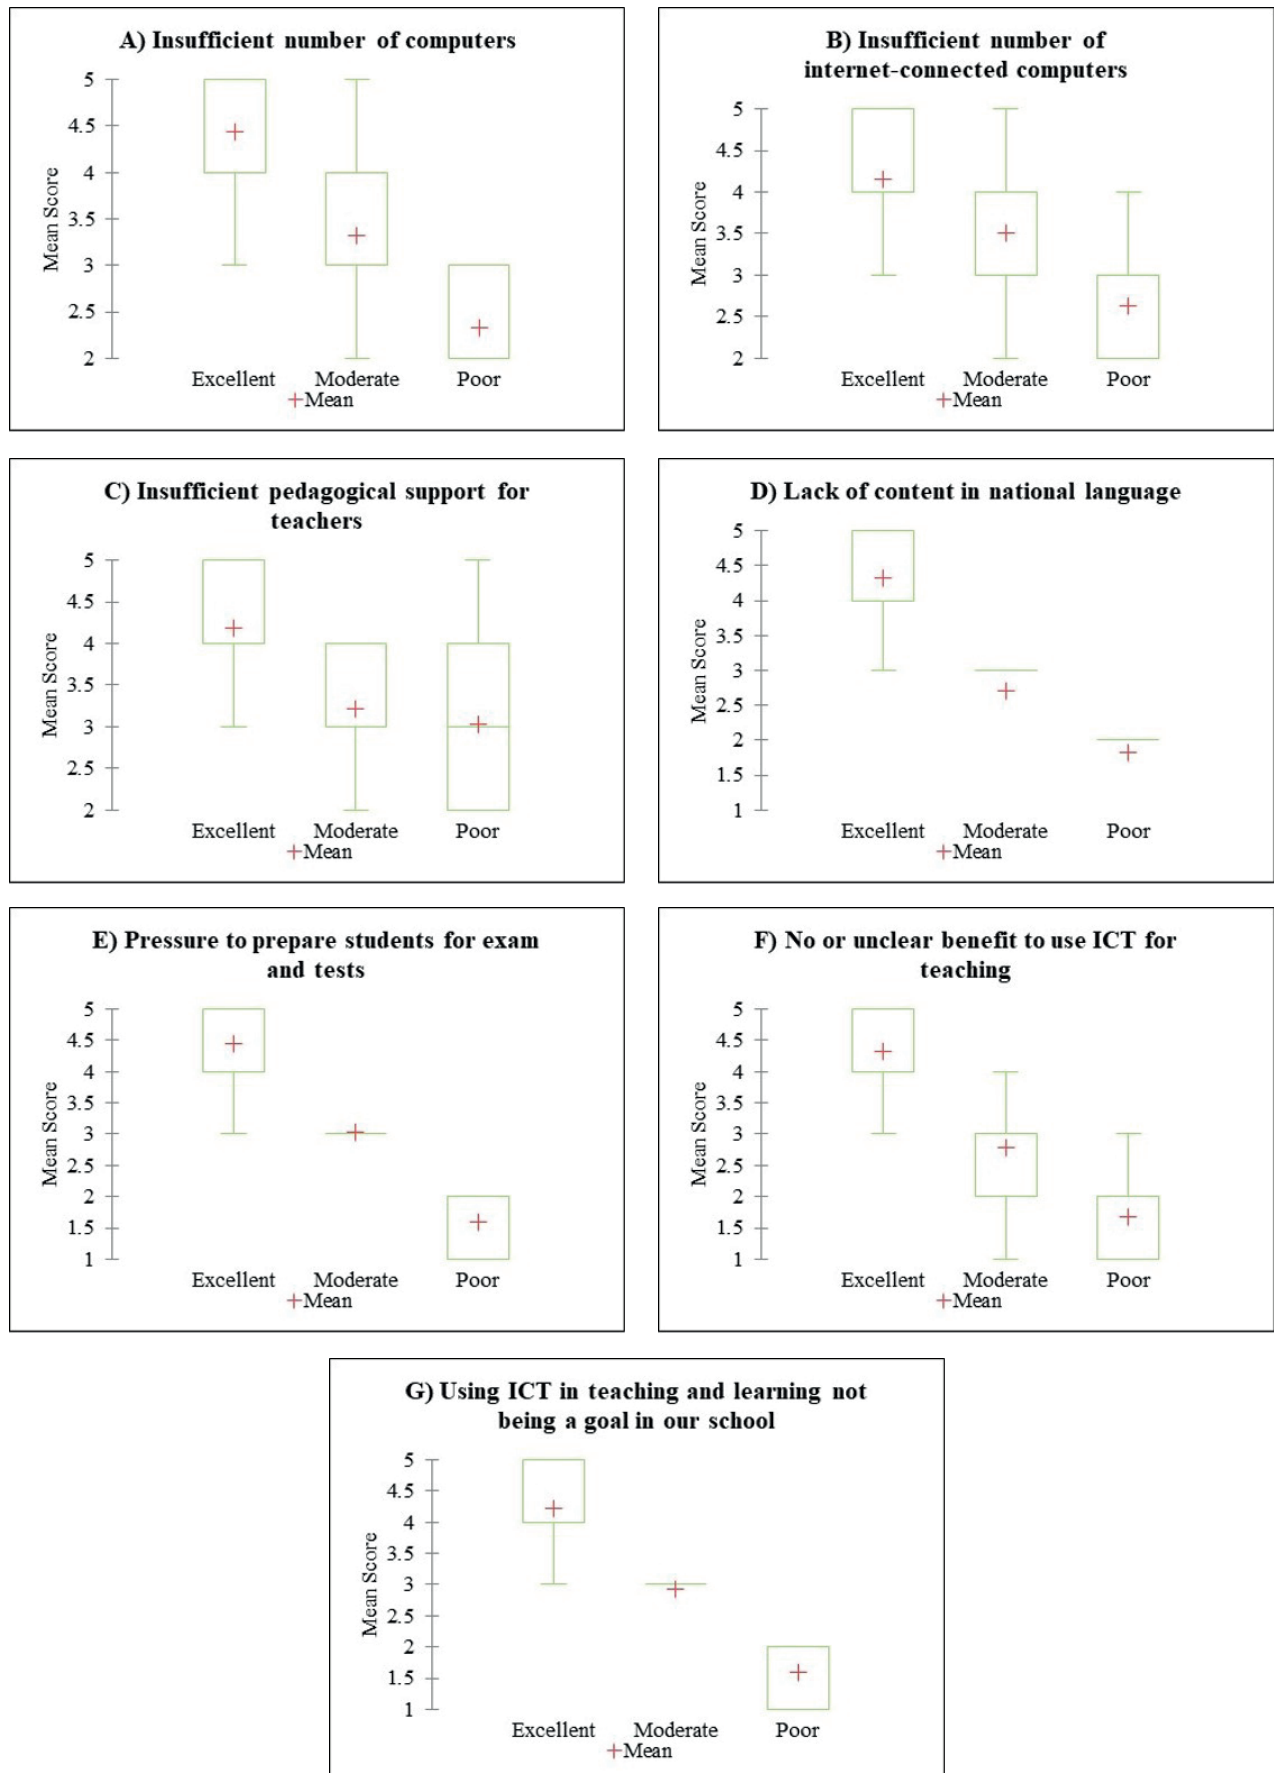 A) Insufficient number of computers
5
4.5
4
3.5
3
2.5
2
Mean Score
Excellent Moderate Poor
+Mean
B) Insufficient number of
internet-connected computers
5
4.5
4
3.5
3
2.5
2
Mean Score
Excellent Moderate Poor
+Mean
C) Insufficient pedagogical support for
teachers
5
4.5
4
3.5
3
2.5
2
Mean Score
Excellent Moderate Poor
+Mean
D) Lack of content in national language
5
4.5
4
3.5
3
2.5
2
1.5
1
Mean Score
Excellent Moderate Poor
+Mean
E) Pressure to prepare students for exam
and tests
5
4.5
4
3.5
3
2.5
2
1.5
1
Mean Score
Excellent Moderate Poor
+Mean
F) No or unclear benefit to use ICT for
teaching
5
4.5
4
3.5
3
2.5
2
1.5
1
Mean Score
Excellent Moderate Poor
+Mean
G) Using ICT in teaching and learning not
being a goal in our school
5
4.5
4
3.5
3
2.5
2
1.5
1
Mean Score
Excellent Moderate Poor
+Mean